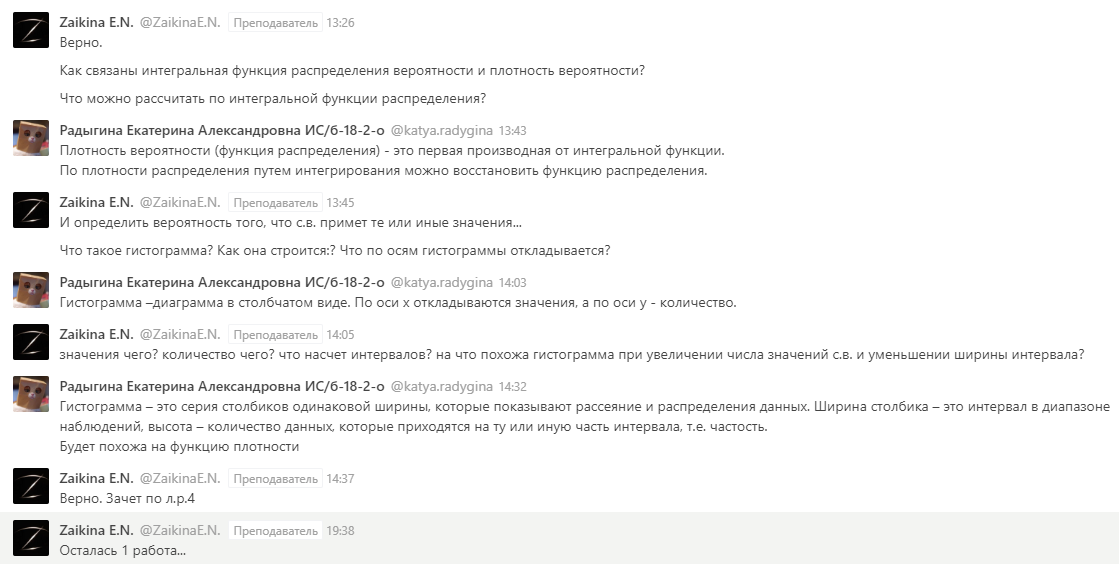 Zaikina E.N. @ZaikinaE.N. Преподаватель 13:26
Верно.
Как связаны интегральная функция распределения вероятности и плотность вероятности?
Что можно рассчитать по интегральной функции распределения?
Радыгина Екатерина Александровна ИС/б-18-2-о @katya.radygina 13:43
Плотность вероятности (функция распределения) - это первая производная от интегральной функции.
По плотности распределения путем интегрирования можно восстановить функцию распределения.
Zaikina E.N. @ZaikinaE.N. Преподаватель 13:45
И определить вероятность того, что с.в. примет те или иные значения...
Что такое гистограмма? Как она строится:? Что по осям гистограммы откладывается?
Радыгина Екатерина Александровна ИС/б-18-2-о @katya.radygina 14:03
Гистограмма –диаграмма в столбчатом виде. По оси х откладываются значения, а по оси у - количество.
Zaikina E.N. @ZaikinaE.N. Преподаватель 14:05
значения чего? количество чего? что насчет интервалов? на что похожа гистограмма при увеличении числа значений с.в. и уменьшении ширины интервала?
Радыгина Екатерина Александровна ИС/б-18-2-о @katya.radygina 14:32
Гистограмма – это серия столбиков одинаковой ширины, которые показывают рассеяние и распределения данных. Ширина столбика – это интервал в диапазоне
наблюдений, высота – количество данных, которые приходятся на ту или иную часть интервала, т.е. частость.
Будет похожа на функцию плотности
Zaikina E.N. @ZaikinaE.N. Преподаватель 14:37
Верно. Зачет по л.р.4
Zaikina E.N. @ZaikinaE.N. Преподаватель 19:38
Осталась 1 работа...